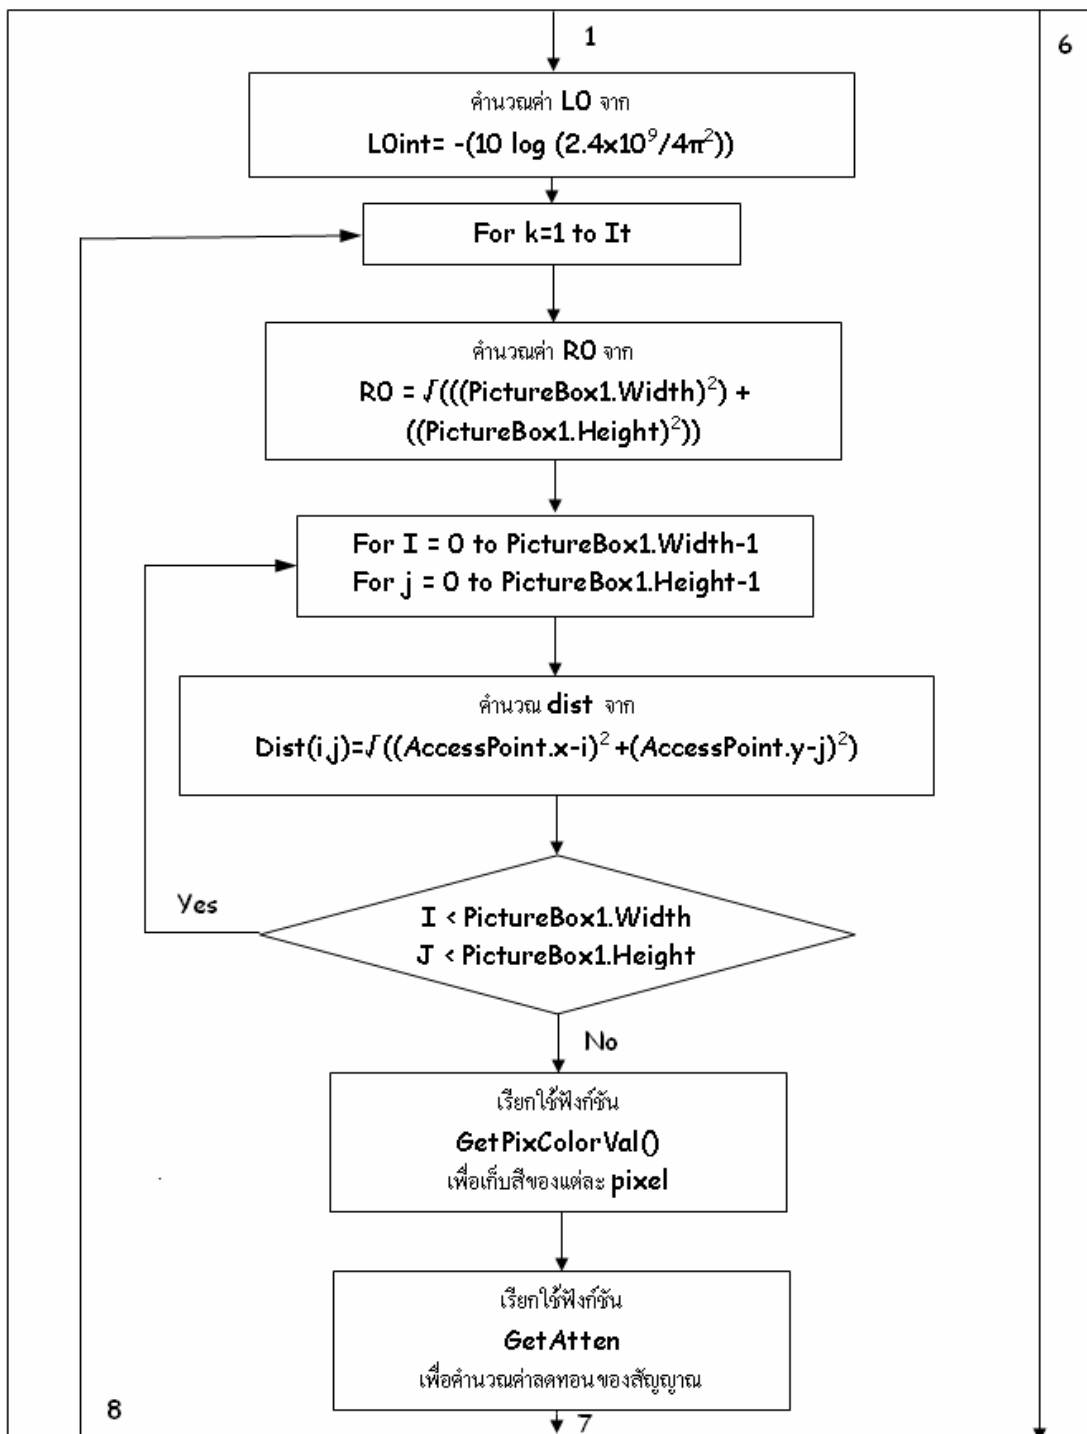 1
6
คำนวณค่า L0 จาก
L0int= -(10 log (2.4x10⁹/4π²))
For k=1 to It
คำนวณค่า R0 จาก
R0 = √(((PictureBox1.Width)²) +
((PictureBox1.Height)²))
For I = 0 to PictureBox1.Width-1
For j = 0 to PictureBox1.Height-1
คำนวณ dist จาก
Dist(i,j)=√((AccessPoint.x-i)² +(AccessPoint.y-j)²)
Yes
I < PictureBox1.Width
J < PictureBox1.Height
No
เรียกใช้ฟังก์ชัน
GetPixColorVal()
เพื่อเก็บสีของแต่ละ pixel
เรียกใช้ฟังก์ชัน
GetAtten
เพื่อคำนวณค่าลดทอนของสัญญาณ
8
7